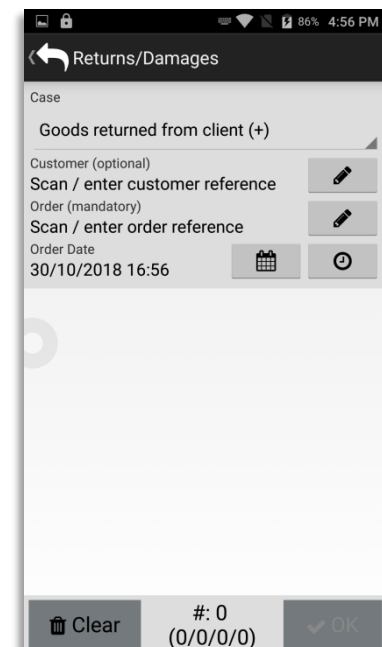 86% 4:56 PM
Returns/Damages
Case
Goods returned from client (+)
Customer (optional)
Scan / enter customer reference
Order (mandatory)
Scan / enter order reference
Order Date
30/10/2018 16:56
Clear
#: 0
(0/0/0/0)
OK